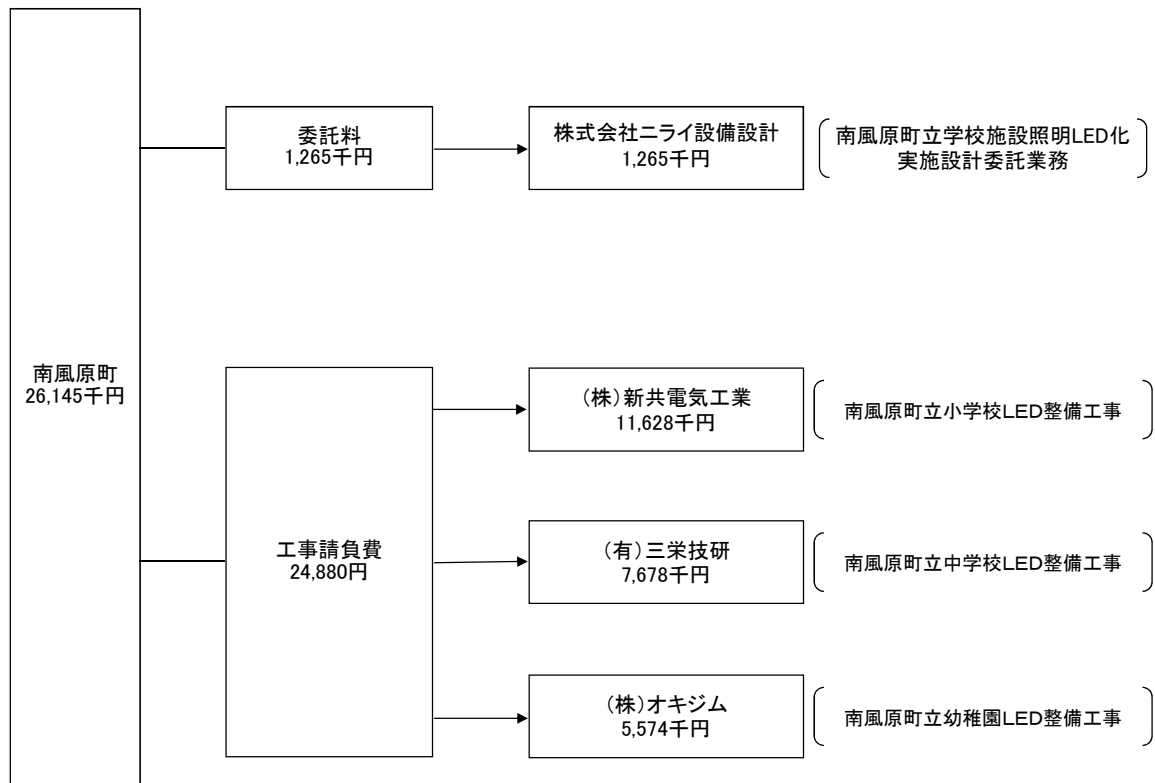 南風原町
26,145千円
委託料
1,265千円
株式会社ニライ設備設計
1,265千円
南風原町立学校施設照明LED化
実施設計委託業務
工事請負費
24,880円
(株)新共電気工業
11,628千円
南風原町立小学校LED整備工事
(有)三栄技研
7,678千円
南風原町立中学校LED整備工事
(株)オキジム
5,574千円
南風原町立幼稚園LED整備工事